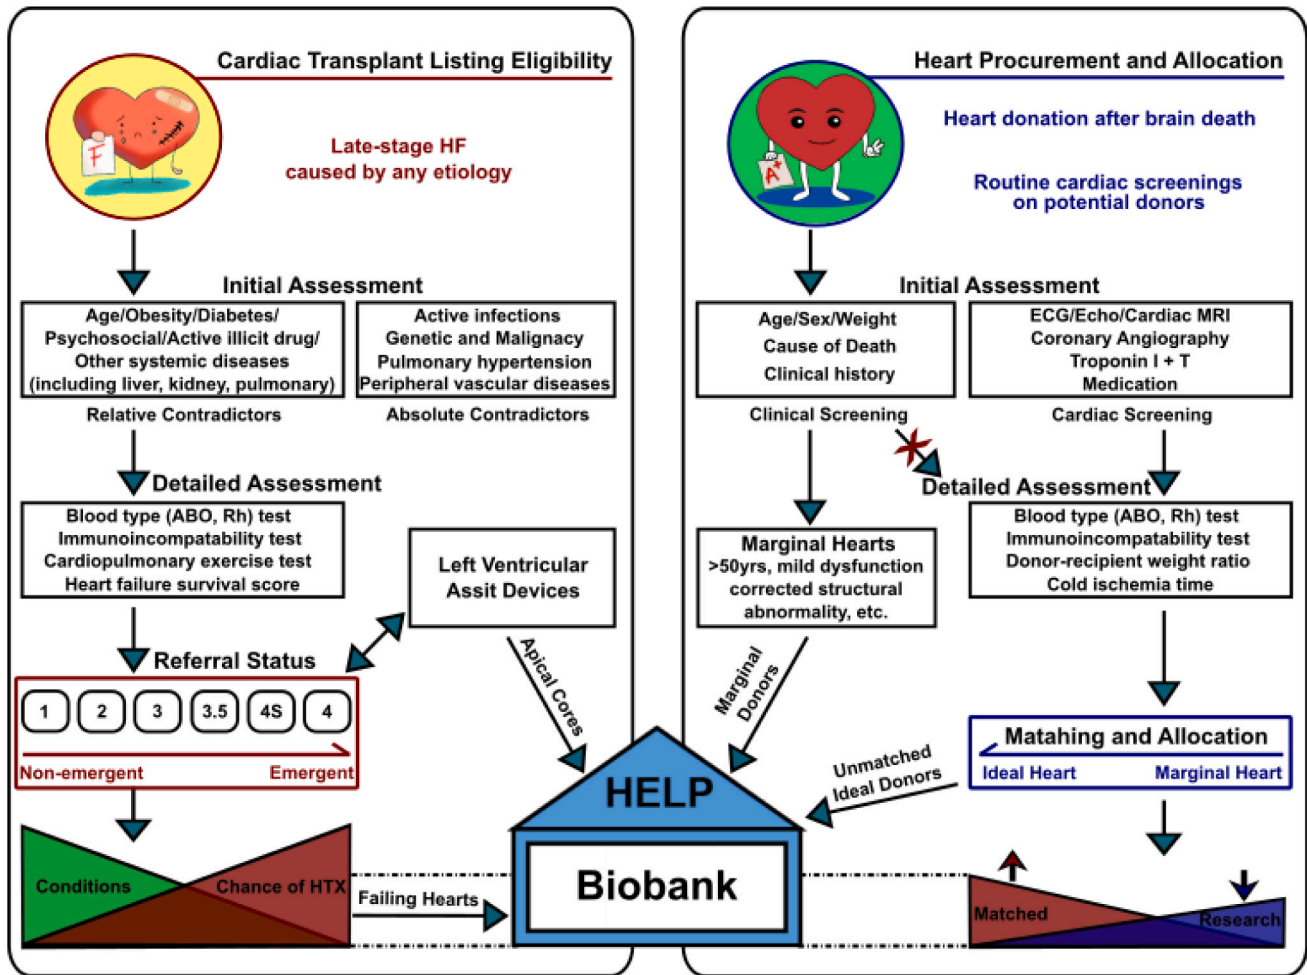 Cardiac Transplant Listing Eligibility
F
Late-stage HF
caused by any etiology
Initial Assessment
Age/Obesity/Diabetes/
Psychosocial/Active illicit drug/
Other systemic diseases
(including liver, kidney, pulmonary)
Relative Contradictors
Active infections
Genetic and Malignacy
Pulmonary hypertension
Peripheral vascular diseases
Absolute Contradictors
Detailed Assessment
Blood type (ABO, Rh) test
Immunoincompatability test
Cardiopulmonary exercise test
Heart failure survival score
Left Ventricular
Assit Devices
Referral Status
1 2 3 3.5 4S 4
Non-emergent Emergent
Apical Cores
Conditions
Chance of HTX
Failing Hearts
HELP
Biobank
Heart Procurement and Allocation
A+
Heart donation after brain death
Routine cardiac screenings
on potential donors
Initial Assessment
Age/Sex/Weight
Cause of Death
Clinical history
Clinical Screening
ECG/Echo/Cardiac MRI
Coronary Angiography
Troponin I + T
Medication
Cardiac Screening
Detailed Assessment
Marginal Hearts
>50yrs, mild dysfunction
corrected structural
abnormality, etc.
Blood type (ABO, Rh) test
Immunoincompatability test
Donor-recipient weight ratio
Cold ischemia time
Marginal
Donors
Matahing and Allocation
Ideal Heart Marginal Heart
Unmatched
Ideal Donors
Matched
Research